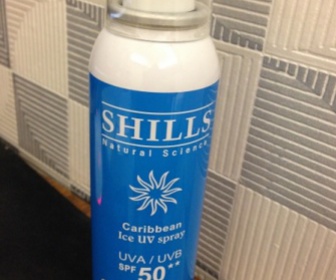 SHILLS
Natural Science
Caribbean
Ice UV spray
UVA / UVB
SPF 50**